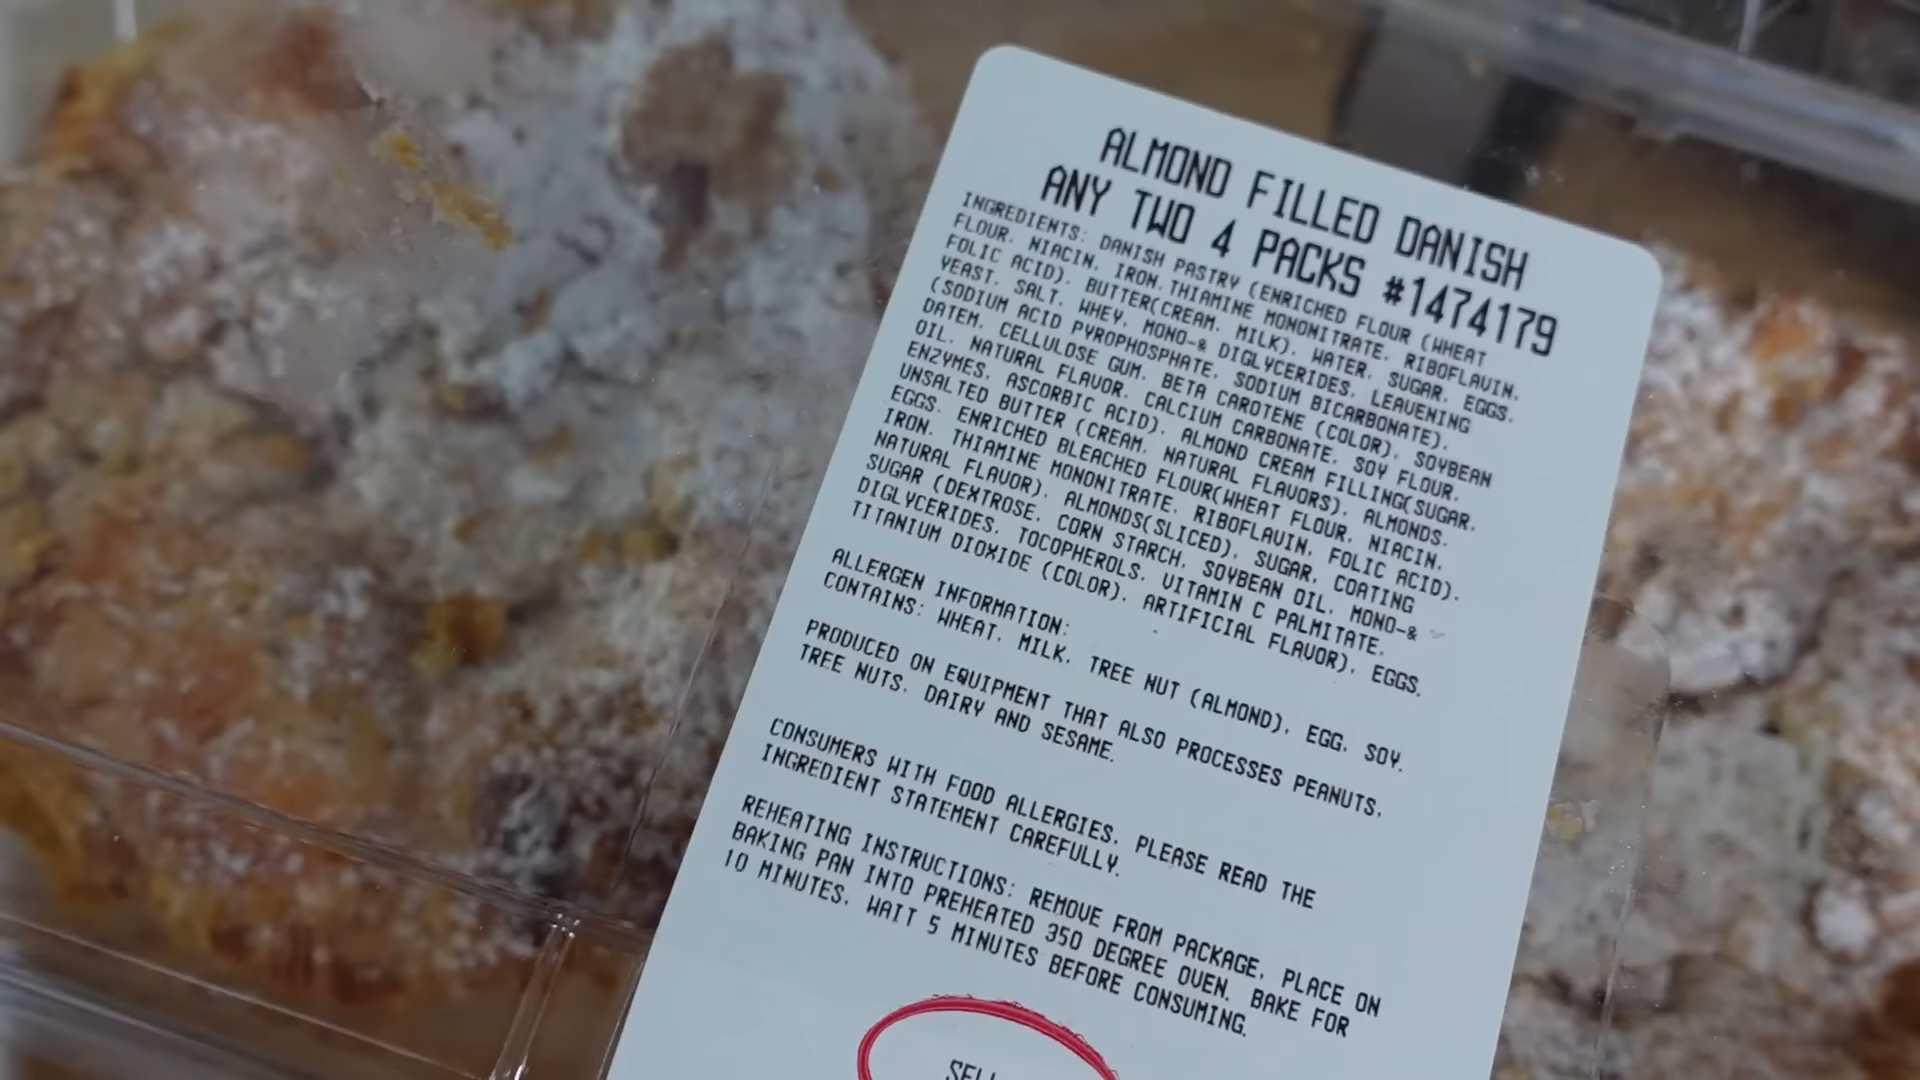 ALMOND FILLED DANISH
ANY TWO 4 PACKS #1474179
INGREDIENTS: DANISH PASTRY (ENRICHED FLOUR (WHEAT
FLOUR, NIACIN, IRON, THIAMINE MONONITRATE, RIBOFLAVIN,
FOLIC ACID), BUTTER(CREAM, MILK), WATER, SUGAR, EGGS,
YEAST, SALT, WHEY, MONO-& DIGLYCERIDES, LEAVENING
(SODIUM ACID PYROPHOSPHATE, SODIUM BICARBONATE),
DATEM, CELLULOSE GUM, BETA CAROTENE (COLOR), SOYBEAN
OIL, NATURAL FLAVOR, CALCIUM CARBONATE, SOY FLOUR,
ENZYMES, ASCORBIC ACID), ALMOND CREAM FILLING(SUGAR,
UNSALTED BUTTER (CREAM, NATURAL FLAVORS), ALMONDS,
EGGS, ENRICHED BLEACHED FLOUR(WHEAT FLOUR, NIACIN,
IRON, THIAMINE MONONITRATE, RIBOFLAVIN, FOLIC ACID),
NATURAL FLAVOR), ALMONDS(SLICED), SUGAR, COATING
SUGAR (DEXTROSE, CORN STARCH, SOYBEAN OIL, MONO-&
DIGLYCERIDES, TOCOPHEROLS, VITAMIN C PALMITATE,
TITANIUM DIOXIDE (COLOR), ARTIFICIAL FLAVOR), EGGS.
ALLERGEN INFORMATION:
CONTAINS: WHEAT, MILK, TREE NUT (ALMOND), EGG, SOY.
PRODUCED ON EQUIPMENT THAT ALSO PROCESSES PEANUTS,
TREE NUTS, DAIRY AND SESAME.
CONSUMERS WITH FOOD ALLERGIES, PLEASE READ THE
INGREDIENT STATEMENT CAREFULLY.
REHEATING INSTRUCTIONS: REMOVE FROM PACKAGE, PLACE ON
BAKING PAN INTO PREHEATED 350 DEGREE OVEN. BAKE FOR
10 MINUTES. WAIT 5 MINUTES BEFORE CONSUMING.
SELL